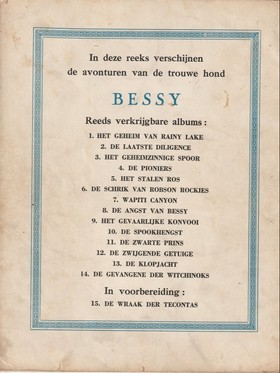 In deze reeks verschijnen
de avonturen van de trouwe hond
BESSY
Reeds verkrijgbare albums :
1. HET GEHEIM VAN RAINY LAKE
2. DE LAATSTE DILIGENCE
3. HET GEHEIMZINNIGE SPOOR
4. DE PIONIERS
5. HET STALEN ROS
6. DE SCHRIK VAN ROBSON ROCKIES
7. WAPITI CANYON
8. DE ANGST VAN BESSY
9. HET GEVAARLIJKE KONVOOI
10. DE SPOOKHENGST
11. DE ZWARTE PRINS
12. DE ZWIJGENDE GETUIGE
13. DE KLOPJACHT
14. DE GEVANGENE DER WITCHINOKS
In voorbereiding :
15. DE WRAAK DER TECONTAS